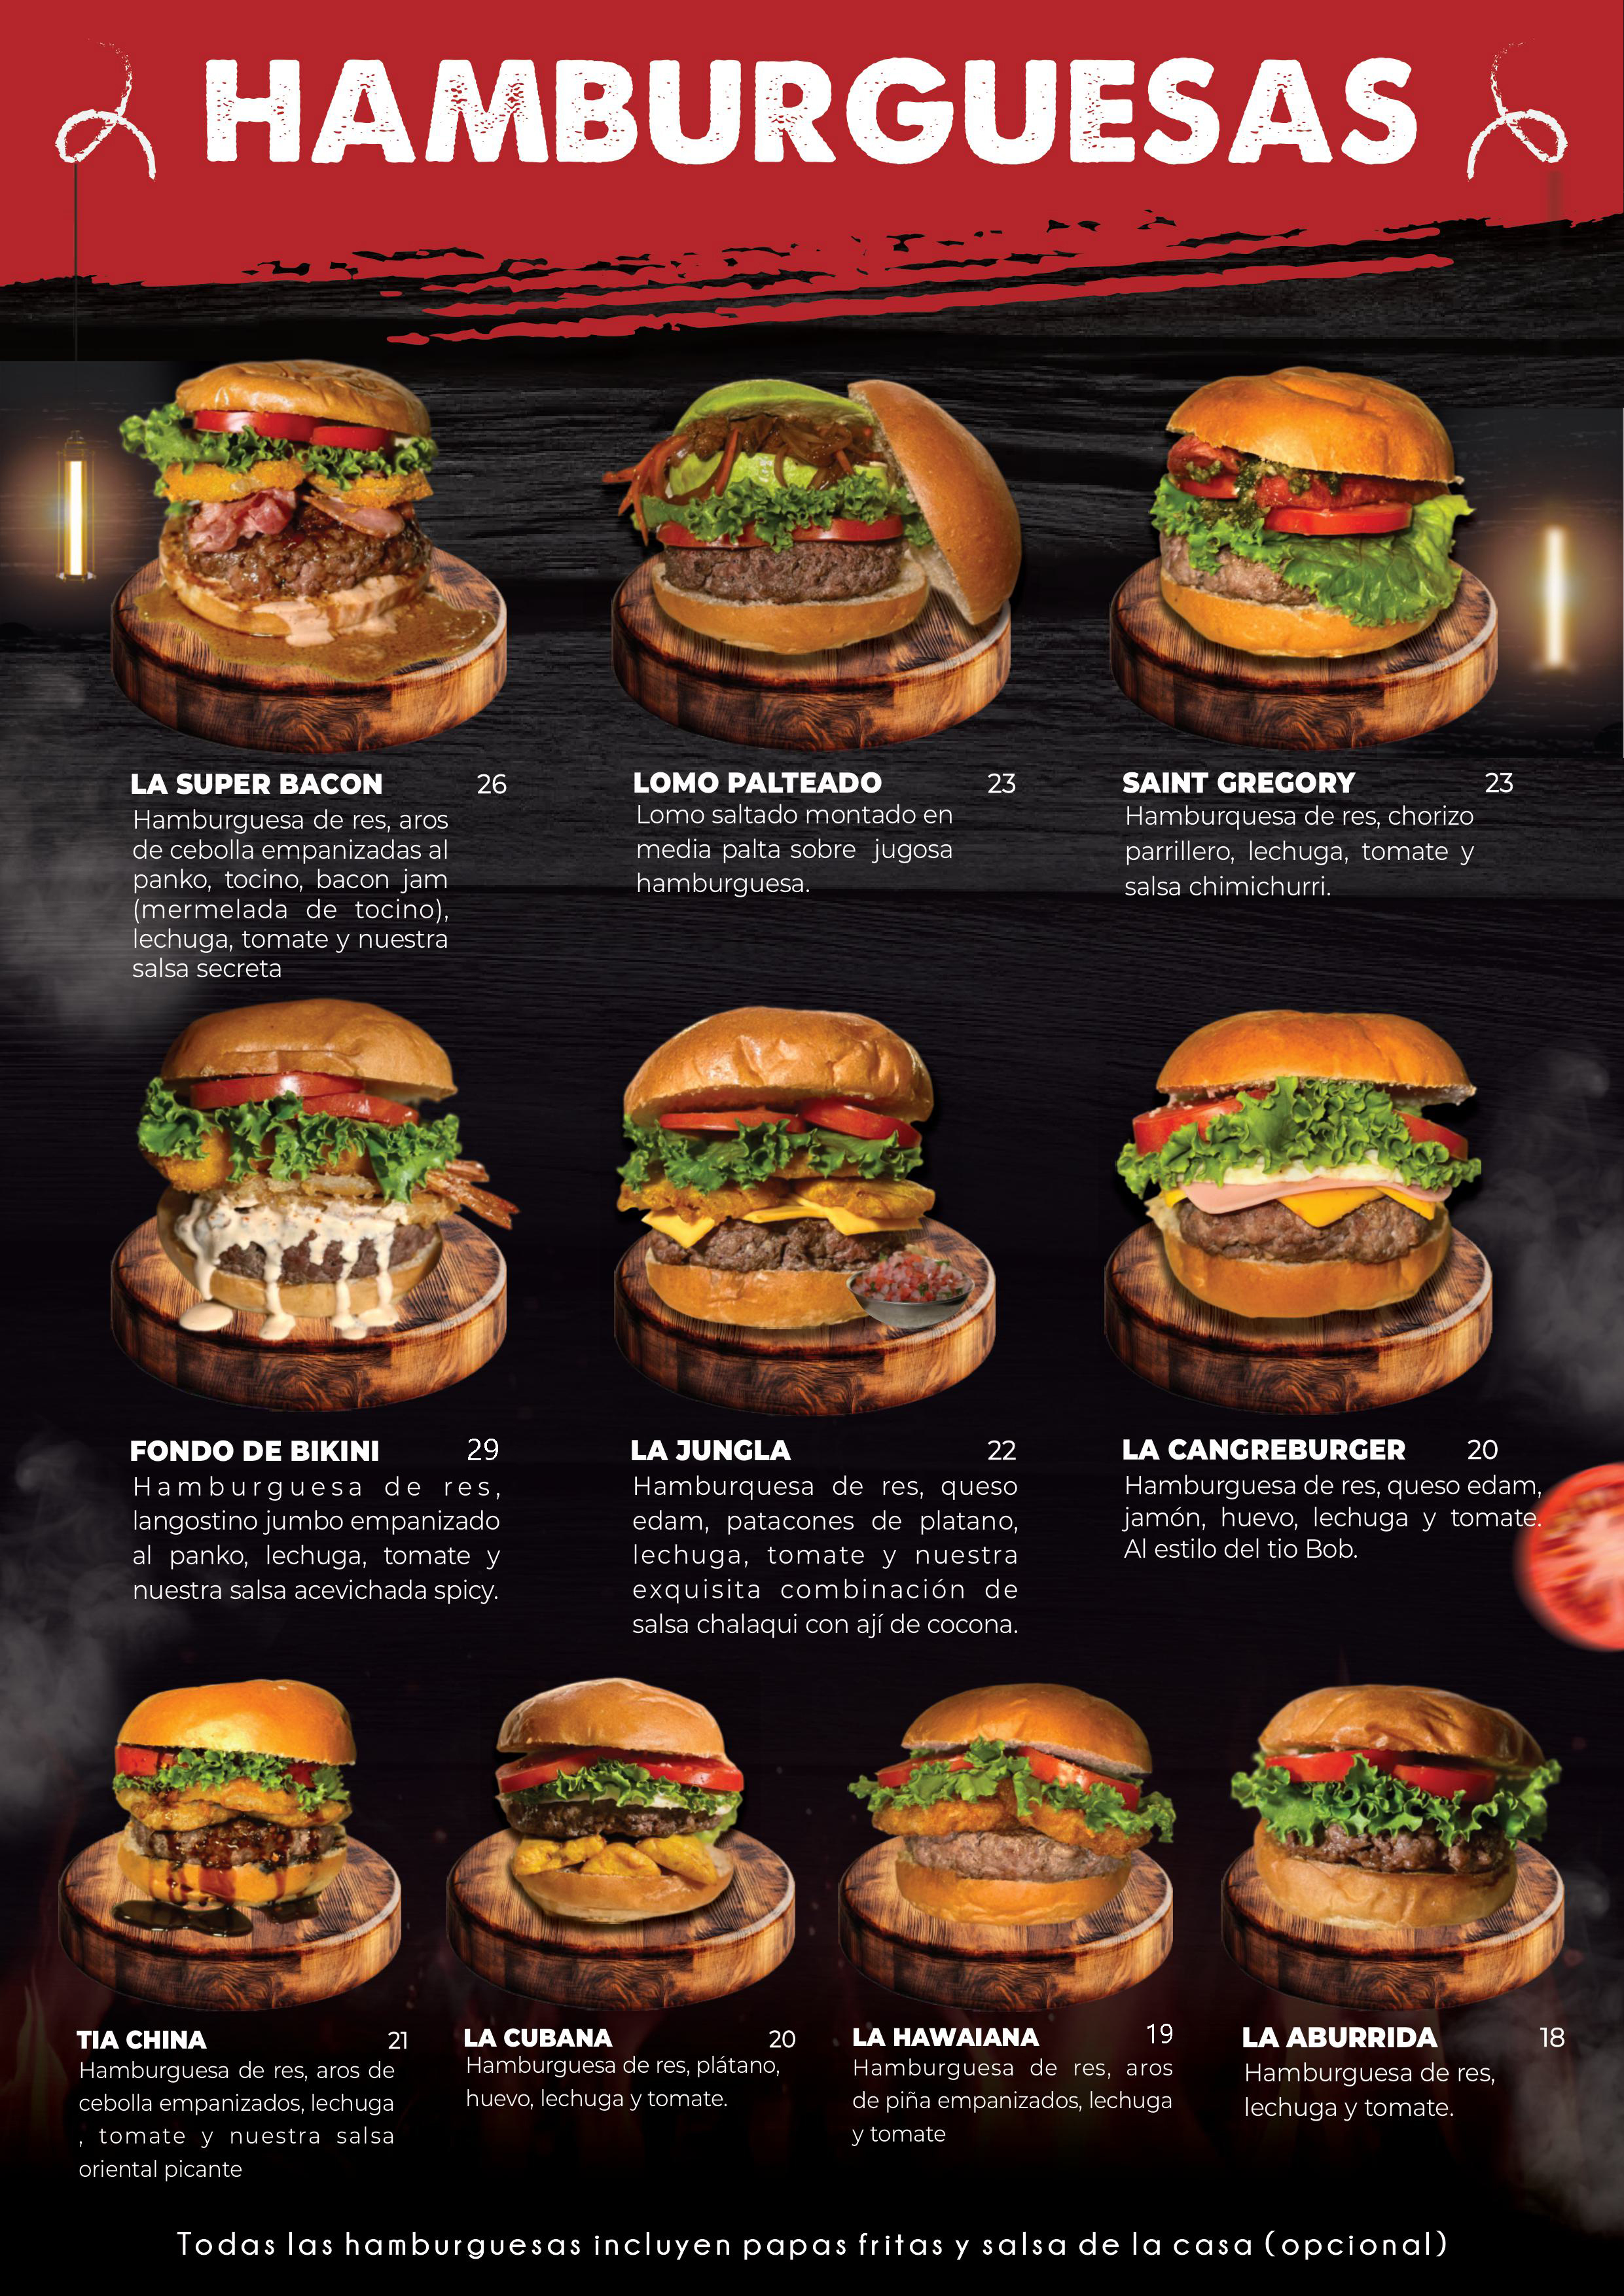 HAMBURGUESAS
LA SUPER BACON 26
Hamburguesa de res, aros
de cebolla empanizadas al
panko, tocino, bacon jam
(mermelada de tocino),
lechuga, tomate y nuestra
salsa secreta
LOMO PALTEADO 23
Lomo saltado montado en
media palta sobre jugosa
hamburguesa.
SAINT GREGORY 23
Hamburquesa de res, chorizo
parrillero, lechuga, tomate y
salsa chimichurri.
FONDO DE BIKINI 29
Hamburguesa de res,
langostino jumbo empanizado
al panko, lechuga, tomate y
nuestra salsa acevichada spicy.
LA JUNGLA 22
Hamburquesa de res, queso
edam, patacones de platano,
lechuga, tomate y nuestra
exquisita combinación de
salsa chalaqui con ají de cocona.
LA CANGREBURGER 20
Hamburguesa de res, queso edam,
jamón, huevo, lechuga y tomate.
Al estilo del tio Bob.
TIA CHINA 21
Hamburguesa de res, aros de
cebolla empanizados, lechuga
, tomate y nuestra salsa
oriental picante
LA CUBANA 20
Hamburguesa de res, plátano,
huevo, lechuga y tomate.
LA HAWAIANA 19
Hamburguesa de res, aros
de piña empanizados, lechuga
y tomate
LA ABURRIDA 18
Hamburguesa de res,
lechuga y tomate.
Todas las hamburguesas incluyen papas fritas y salsa de la casa (opcional)